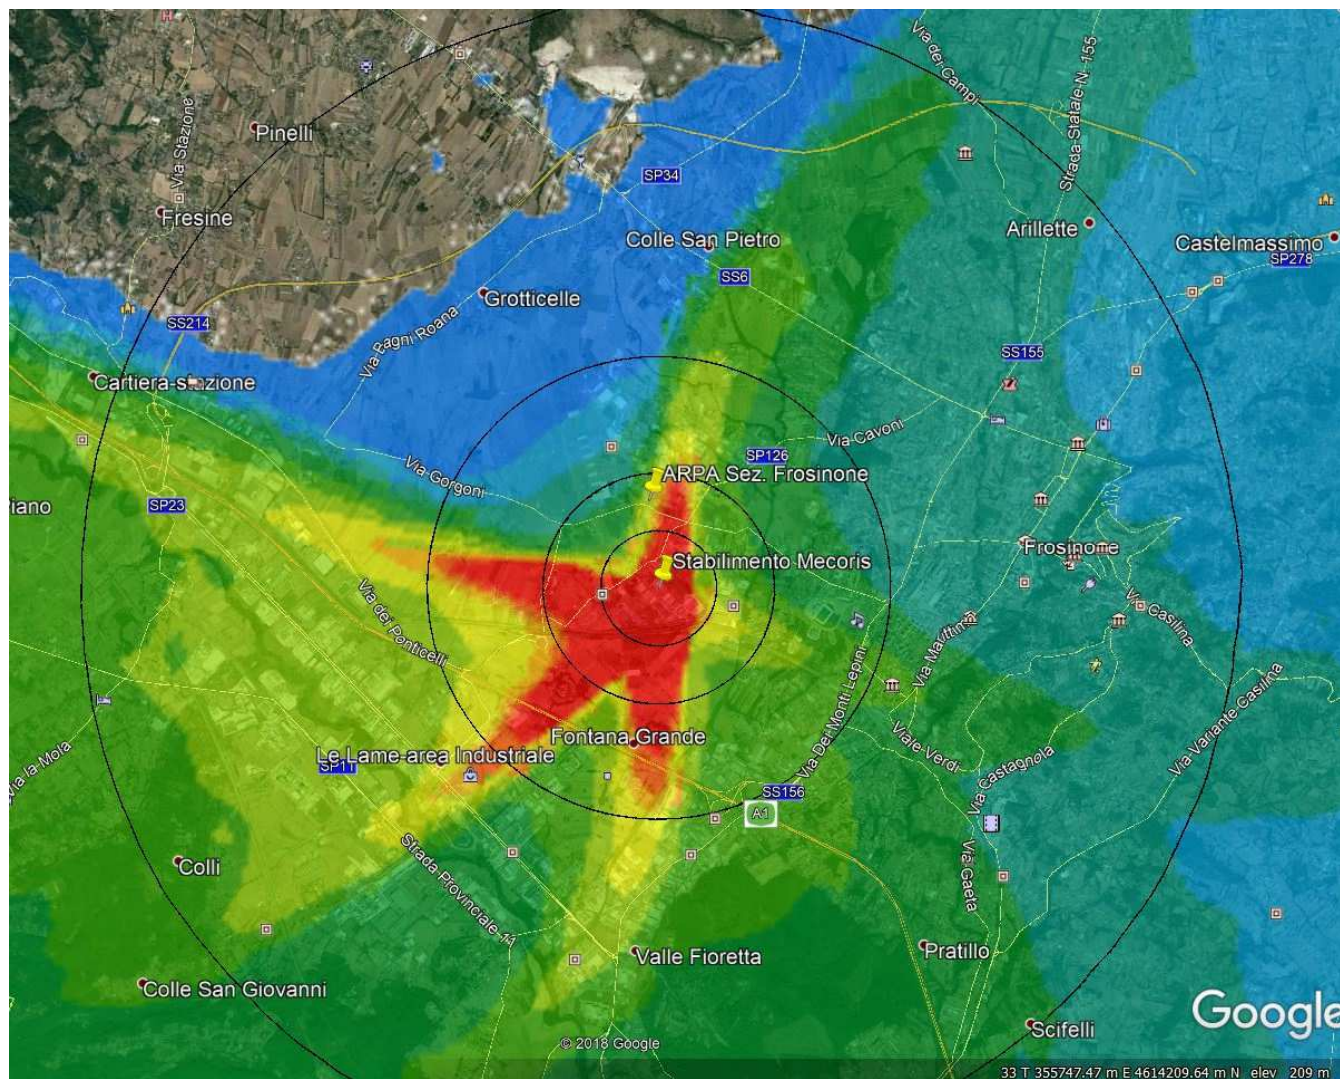 Via dei Campi
Strada Statale N. 155
Pinelli
Via Stazione
SP34
Fresine
Arillette
Colle San Pietro
Castelmassimo
SP278
SS6
Grotticelle
SS214
Via Bagni Roana
SS155
Cartiera-stazione
Via Cavoni
SP126
Via Gorgoni
ARPA Sez. Frosinone
iano
SP23
Frosinone
Stabilimento Mecoris
Via dei Ponticelli
Via Casilina
Via Mattino
Via Dei Monti Lepini
Via Variante Casilina
Fontana Grande
Viale Verdi
Le Lame-area Industriale
Via Castagnola
SP11
Via la Mola
SS156
A1
Strada Provinciale 11
Via Gaeta
Colli
Pratillo
Valle Fioretta
Colle San Giovanni
Google
Scifelli
© 2018 Google
33 T 355747.47 m E 4614209.64 m N elev 209 m